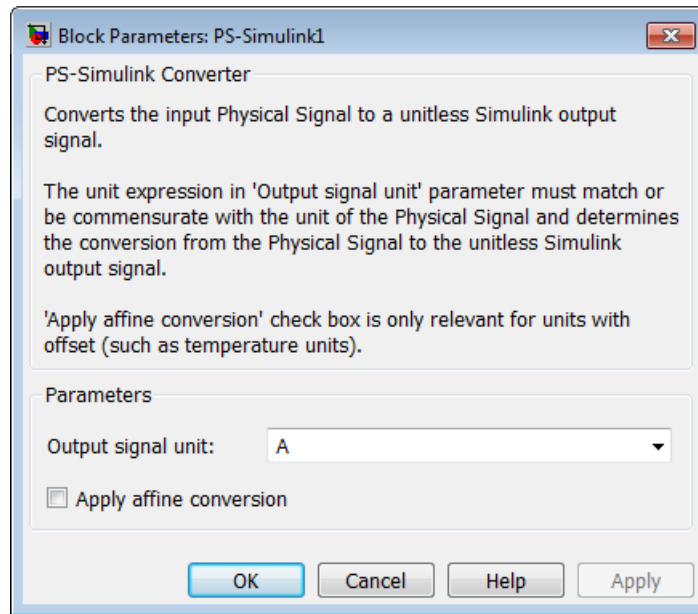 Block Parameters: PS-Simulink1
PS-Simulink Converter
Converts the input Physical Signal to a unitless Simulink output
signal.
The unit expression in 'Output signal unit' parameter must match or
be commensurate with the unit of the Physical Signal and determines
the conversion from the Physical Signal to the unitless Simulink
output signal.
'Apply affine conversion' check box is only relevant for units with
offset (such as temperature units).
Parameters
Output signal unit: A
Apply affine conversion
OK Cancel Help Apply